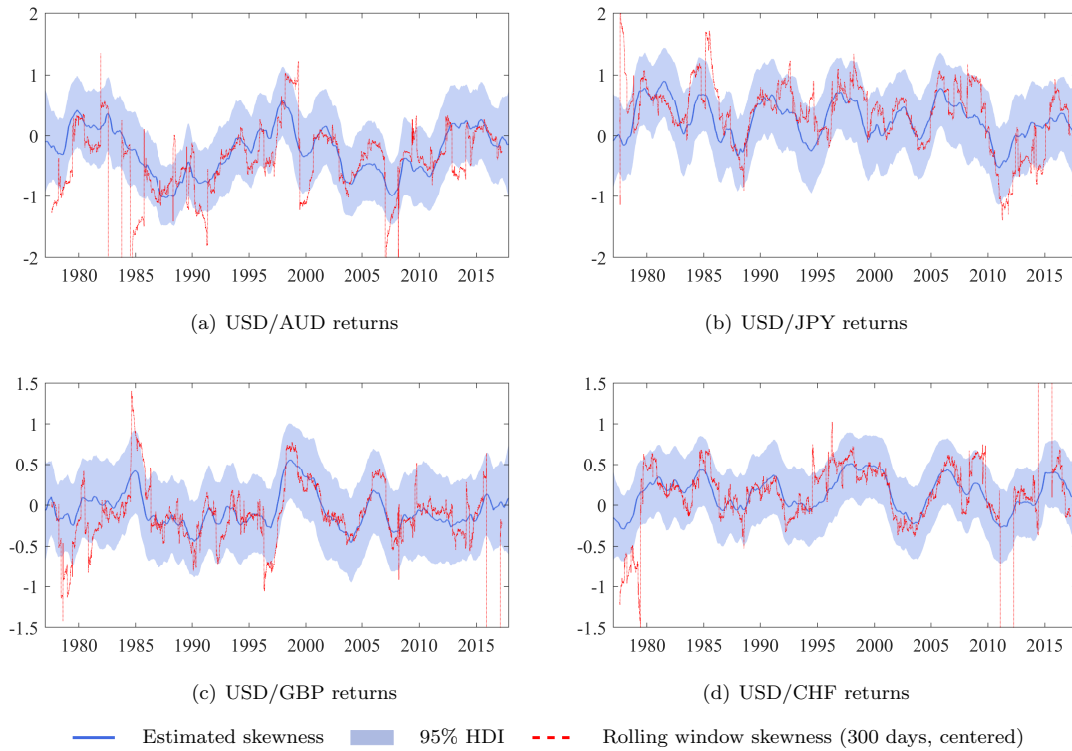 2
1
0
-1
-2
1980 1985 1990 1995 2000 2005 2010 2015
(a) USD/AUD returns
2
1
0
-1
-2
1980 1985 1990 1995 2000 2005 2010 2015
(b) USD/JPY returns
1.5
1
0.5
0
-0.5
-1
-1.5
1980 1985 1990 1995 2000 2005 2010 2015
(c) USD/GBP returns
1.5
1
0.5
0
-0.5
-1
-1.5
1980 1985 1990 1995 2000 2005 2010 2015
(d) USD/CHF returns
Estimated skewness 95% HDI Rolling window skewness (300 days, centered)